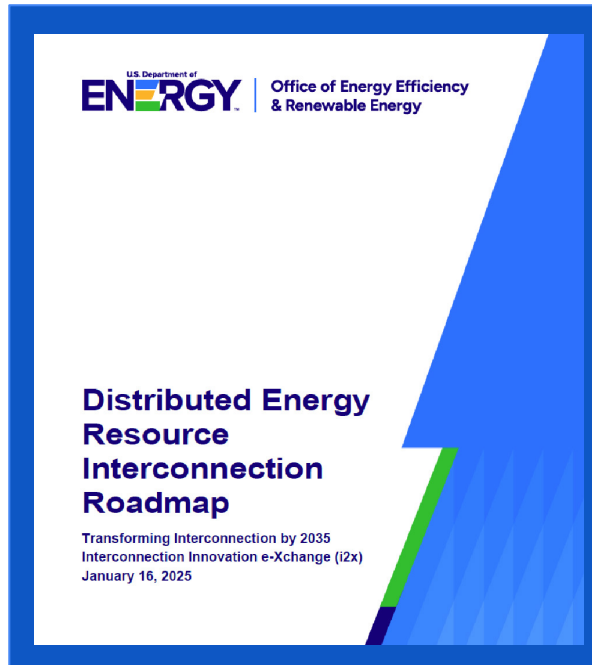 U.S. Department of
ENERGY
Office of Energy Efficiency
& Renewable Energy
Distributed Energy
Resource
Interconnection
Roadmap
Transforming Interconnection by 2035
Interconnection Innovation e-Xchange (i2x)
January 16, 2025